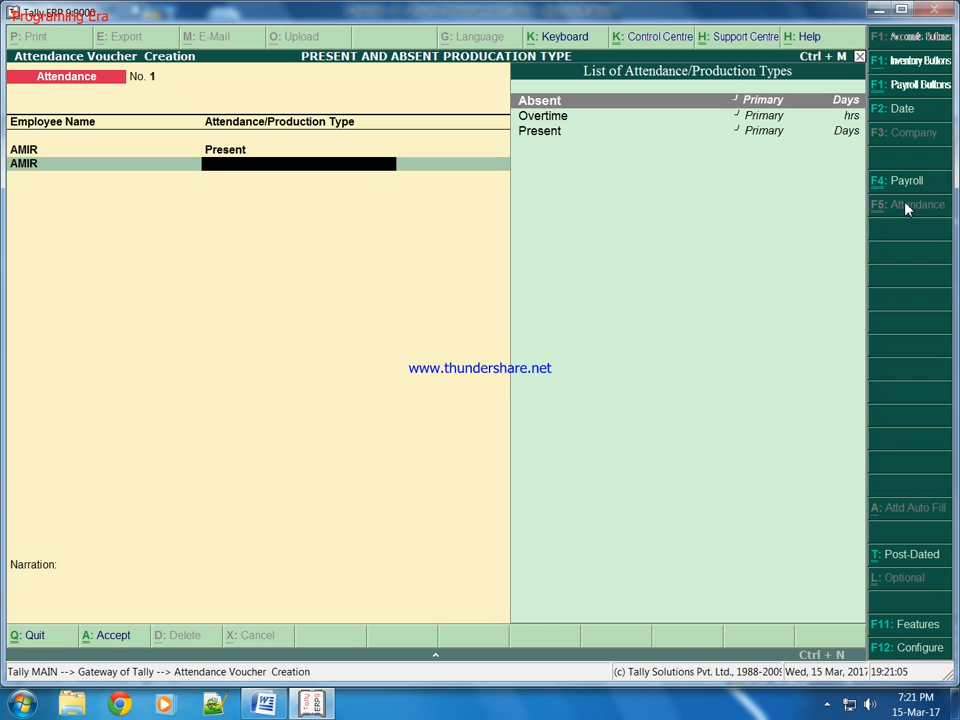 Tally.ERP 9:9000
Programing Era
P: Print E: Export M: E-Mail O: Upload G: Language K: Keyboard K: Control Centre H: Support Centre H: Help
F1: Accounts Buttons
F1: Inventory Buttons
F1: Payroll Buttons
F2: Date
F3: Company
F4: Payroll
F5: Attendance
A: Attd Auto Fill
T: Post-Dated
L: Optional
F11: Features
F12: Configure
Attendance Voucher Creation PRESENT AND ABSENT PRODUCATION TYPE Ctrl + M
Attendance No. 1
Employee Name Attendance/Production Type
AMIR Present
AMIR
List of Attendance/Production Types
Absent ┘ Primary Days
Overtime ┘ Primary hrs
Present ┘ Primary Days
www.thundershare.net
Narration:
Q: Quit A: Accept D: Delete X: Cancel
Ctrl + N
Tally MAIN --> Gateway of Tally --> Attendance Voucher Creation (c) Tally Solutions Pvt. Ltd., 1988-2009 Wed, 15 Mar, 2017 19:21:05
7:21 PM
15-Mar-17